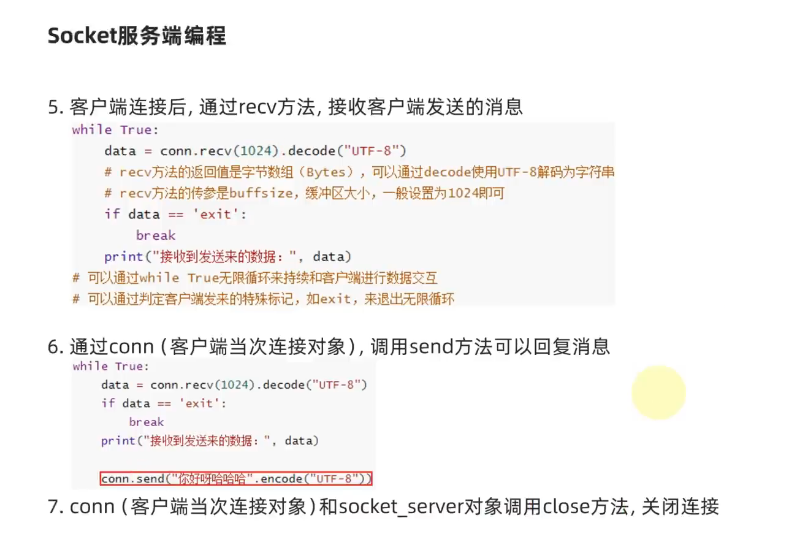 Socket服务端编程
5. 客户端连接后, 通过recv方法, 接收客户端发送的消息
while True:
    data = conn.recv(1024).decode("UTF-8")
    # recv方法的返回值是字节数组（Bytes），可以通过decode使用UTF-8解码为字符串
    # recv方法的传参是buffsize，缓冲区大小，一般设置为1024即可
    if data == 'exit':
        break
    print("接收到发送来的数据：", data)
# 可以通过while True无限循环来持续和客户端进行数据交互
# 可以通过判定客户端发来的特殊标记，如exit，来退出无限循环
6. 通过conn（客户端当次连接对象）, 调用send方法可以回复消息
while True:
    data = conn.recv(1024).decode("UTF-8")
    if data == 'exit':
        break
    print("接收到发送来的数据：", data)
    conn.send("你好呀哈哈哈".encode("UTF-8"))
7. conn（客户端当次连接对象）和socket_server对象调用close方法, 关闭连接